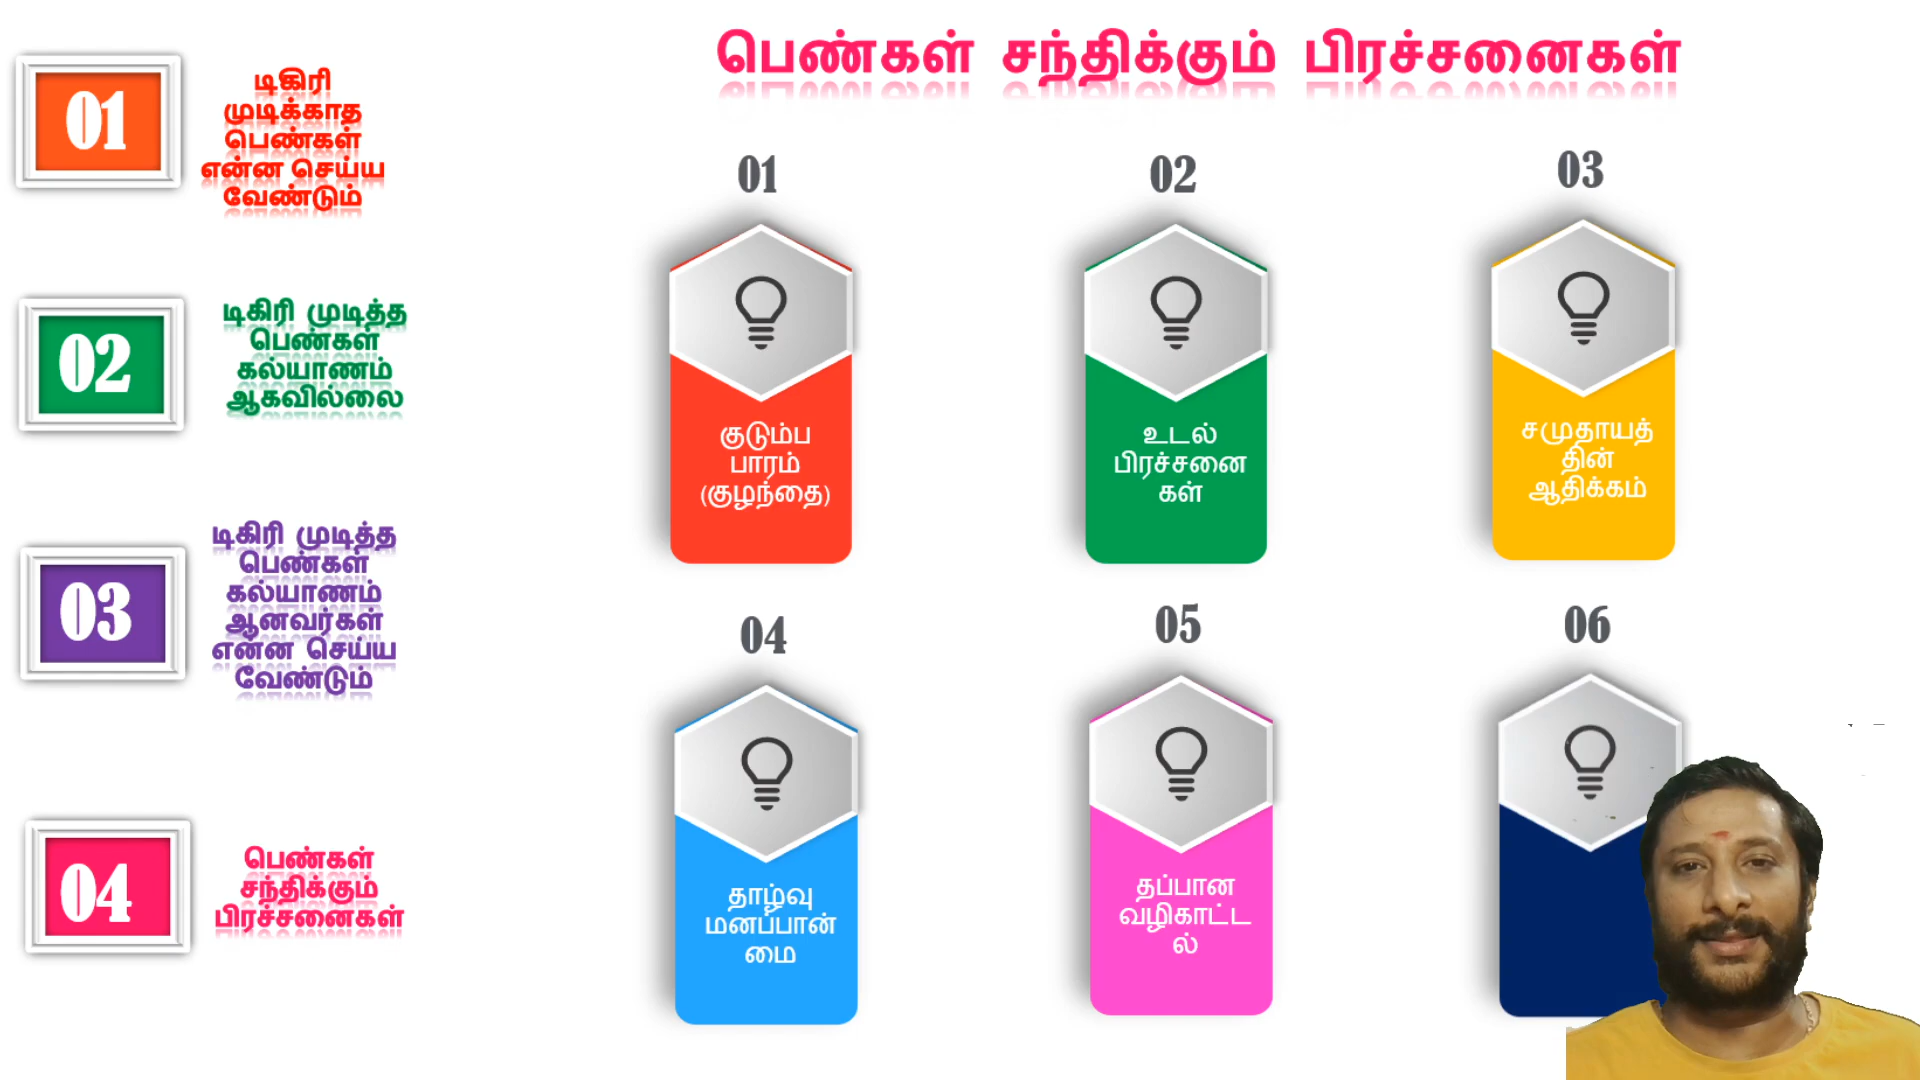 பெண்கள் சந்திக்கும் பிரச்சனைகள்
01
டிகிரி
முடிக்காத
பெண்கள்
என்ன செய்ய
வேண்டும்
02
டிகிரி முடித்த
பெண்கள்
கல்யாணம்
ஆகவில்லை
03
டிகிரி முடித்த
பெண்கள்
கல்யாணம்
ஆனவர்கள்
என்ன செய்ய
வேண்டும்
04
பெண்கள்
சந்திக்கும்
பிரச்சனைகள்
01
குடும்ப
பாரம்
(குழந்தை)
02
உடல்
பிரச்சனை
கள்
03
சமுதாயத்
தின்
ஆதிக்கம்
04
தாழ்வு
மனப்பான்
மை
05
தப்பான
வழிகாட்ட
ல்
06